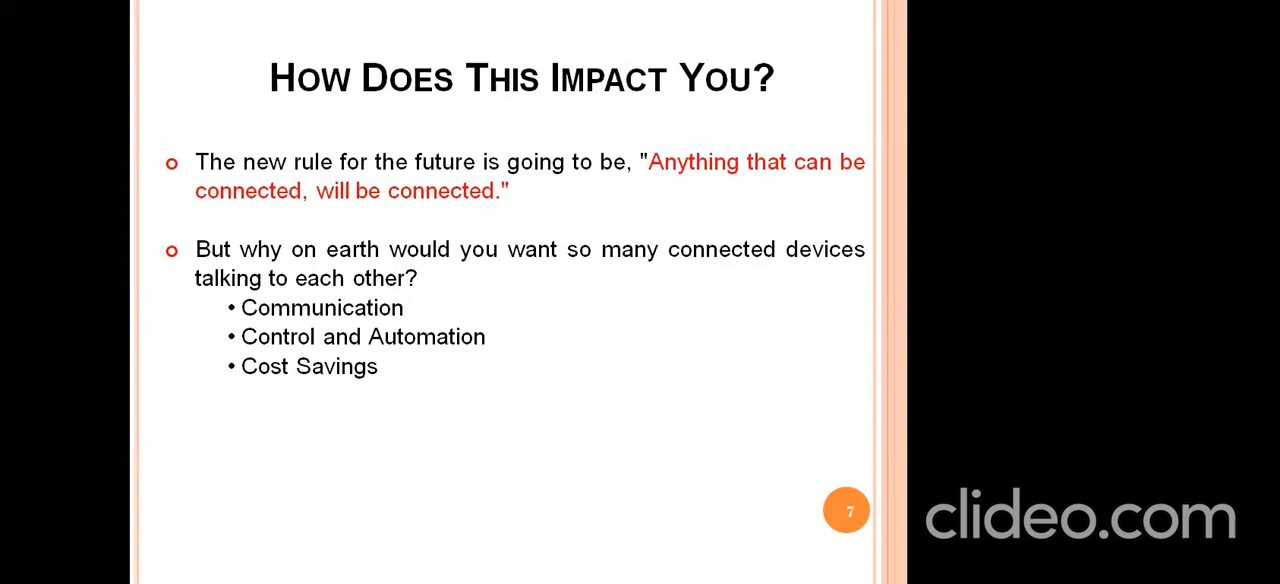 HOW DOES THIS IMPACT YOU?
The new rule for the future is going to be, "Anything that can be
connected, will be connected."
But why on earth would you want so many connected devices
talking to each other?
• Communication
• Control and Automation
• Cost Savings
7
clideo.com